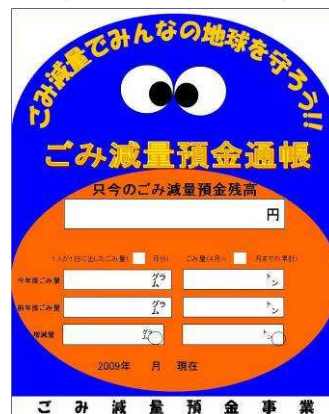 ごみ減量でみんなの地球を守ろう!!
ごみ減量預金通帳
只今のごみ減量預金残高
円
1人が1日に出したごみ量( 月分) ごみ量(4月~ 月までの累計)
今年度ごみ量 グラム トン
前年度ごみ量 グラム トン
増減量 グラム トン
2009年 月 現在
ごみ減量預金事業